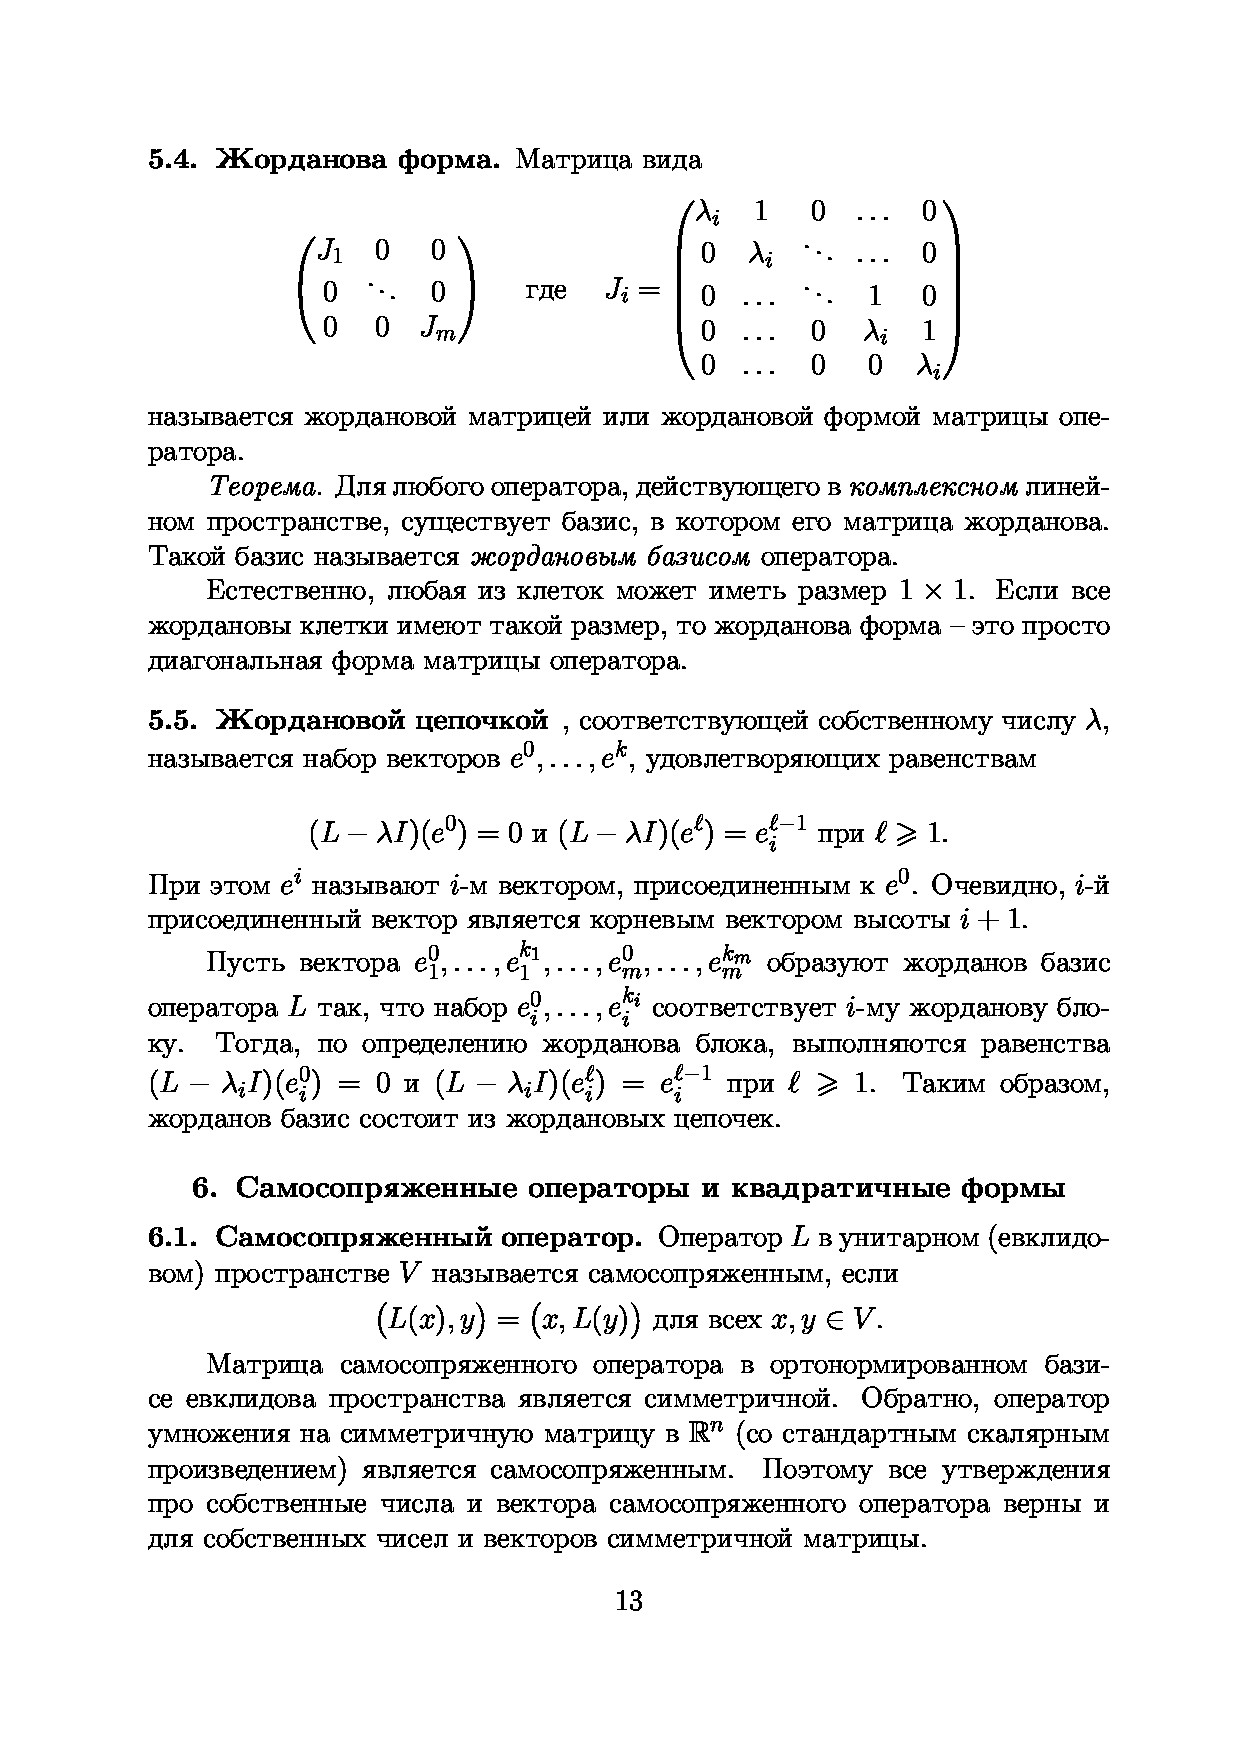 5.4. Жорданова форма. Матрица вида
$$\begin{pmatrix} J_1 & 0 & 0 \\ 0 & \ddots & 0 \\ 0 & 0 & J_m \end{pmatrix} \quad \text{где} \quad J_i = \begin{pmatrix} \lambda_i & 1 & 0 & \dots & 0 \\ 0 & \lambda_i & \ddots & \dots & 0 \\ 0 & \dots & \ddots & 1 & 0 \\ 0 & \dots & 0 & \lambda_i & 1 \\ 0 & \dots & 0 & 0 & \lambda_i \end{pmatrix}$$
называется жордановой матрицей или жордановой формой матрицы опе-
ратора.
Теорема. Для любого оператора, действующего в комплексном линей-
ном пространстве, существует базис, в котором его матрица жорданова.
Такой базис называется жордановым базисом оператора.
Естественно, любая из клеток может иметь размер 1 × 1. Если все
жордановы клетки имеют такой размер, то жорданова форма – это просто
диагональная форма матрицы оператора.
5.5. Жордановой цепочкой , соответствующей собственному числу $\lambda$,
называется набор векторов $e^0, \dots, e^k$, удовлетворяющих равенствам
$(L - \lambda I)(e^0) = 0$ и $(L - \lambda I)(e^\ell) = e_i^{\ell-1}$ при $\ell \geqslant 1$.
При этом $e^i$ называют $i$-м вектором, присоединенным к $e^0$. Очевидно, $i$-й
присоединенный вектор является корневым вектором высоты $i + 1$.
Пусть вектора $e_1^0, \dots, e_1^{k_1}, \dots, e_m^0, \dots, e_m^{k_m}$ образуют жорданов базис
оператора $L$ так, что набор $e_i^0, \dots, e_i^{k_i}$ соответствует $i$-му жорданову бло-
ку. Тогда, по определению жорданова блока, выполняются равенства
$(L - \lambda_i I)(e_i^0) = 0$ и $(L - \lambda_i I)(e_i^\ell) = e_i^{\ell-1}$ при $\ell \geqslant 1$. Таким образом,
жорданов базис состоит из жордановых цепочек.
6. Самосопряженные операторы и квадратичные формы
6.1. Самосопряженный оператор. Оператор $L$ в унитарном (евклидо-
вом) пространстве $V$ называется самосопряженным, если
$\big(L(x), y\big) = \big(x, L(y)\big)$ для всех $x, y \in V$.
Матрица самосопряженного оператора в ортонормированном бази-
се евклидова пространства является симметричной. Обратно, оператор
умножения на симметричную матрицу в $\mathbb{R}^n$ (со стандартным скалярным
произведением) является самосопряженным. Поэтому все утверждения
про собственные числа и вектора самосопряженного оператора верны и
для собственных чисел и векторов симметричной матрицы.
13